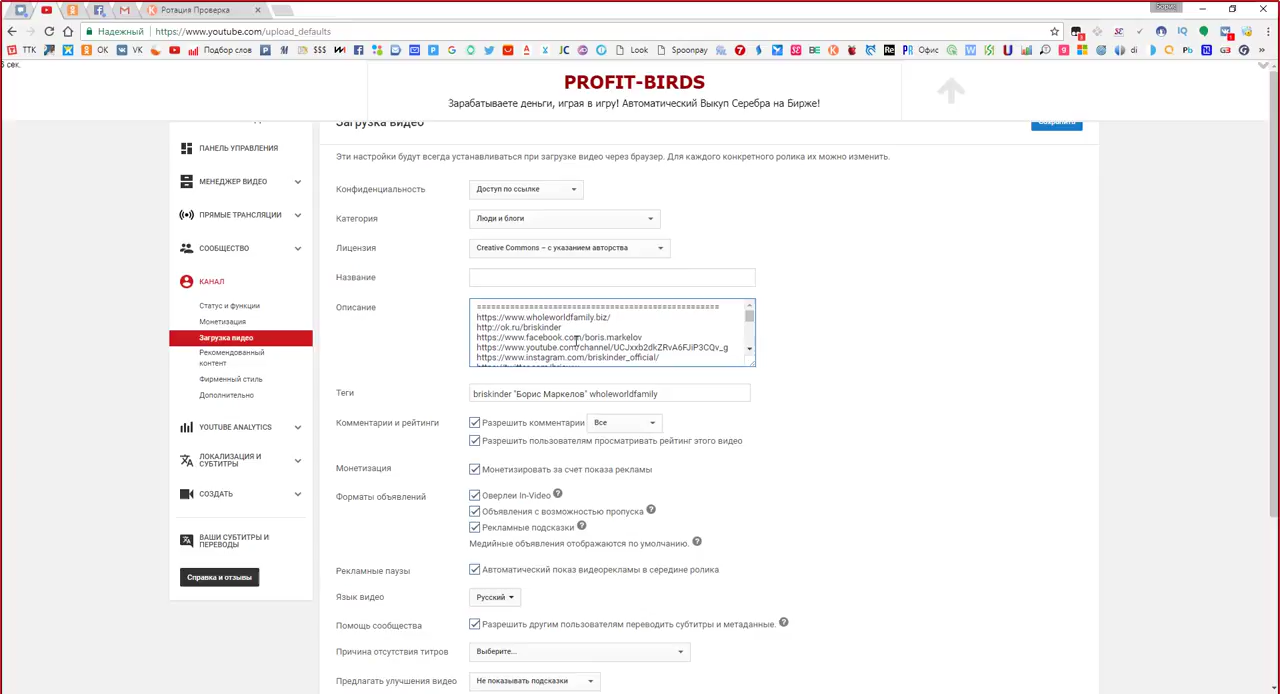 Борис
Ротация Проверка
Надежный | https://www.youtube.com/upload_defaults
ТТК
ОК
VK
Подбор слов
$$$
JC
Look
Spoonpay
Офис
di
6 сек.
PROFIT-BIRDS
Зарабатываете деньги, играя в игру! Автоматический Выкуп Серебра на Бирже!
Загрузка видео
Сохранить
ПАНЕЛЬ УПРАВЛЕНИЯ
МЕНЕДЖЕР ВИДЕО
ПРЯМЫЕ ТРАНСЛЯЦИИ
СООБЩЕСТВО
КАНАЛ
Статус и функции
Монетизация
Загрузка видео
Рекомендованный
контент
Фирменный стиль
Дополнительно
YOUTUBE ANALYTICS
ЛОКАЛИЗАЦИЯ И
СУБТИТРЫ
СОЗДАТЬ
ВАШИ СУБТИТРЫ И
ПЕРЕВОДЫ
Справка и отзывы
Эти настройки будут всегда устанавливаться при загрузке видео через браузер. Для каждого конкретного ролика их можно изменить.
Конфиденциальность
Доступ по ссылке
Категория
Люди и блоги
Лицензия
Creative Commons – с указанием авторства
Название
Описание
===================================================
https://www.wholeworldfamily.biz/
http://ok.ru/briskinder
https://www.facebook.com/boris.markelov
https://www.youtube.com/channel/UCJxxb2dkZRvA6FJiP3CQv_g
https://www.instagram.com/briskinder_official/
Теги
briskinder "Борис Маркелов" wholeworldfamily
Комментарии и рейтинги
Разрешить комментарии
Все
Разрешить пользователям просматривать рейтинг этого видео
Монетизация
Монетизировать за счет показа рекламы
Форматы объявлений
Оверлеи In-Video
Объявления с возможностью пропуска
Рекламные подсказки
Медийные объявления отображаются по умолчанию.
Рекламные паузы
Автоматический показ видеорекламы в середине ролика
Язык видео
Русский
Помощь сообщества
Разрешить другим пользователям переводить субтитры и метаданные.
Причина отсутствия титров
Выберите...
Предлагать улучшения видео
Не показывать подсказки